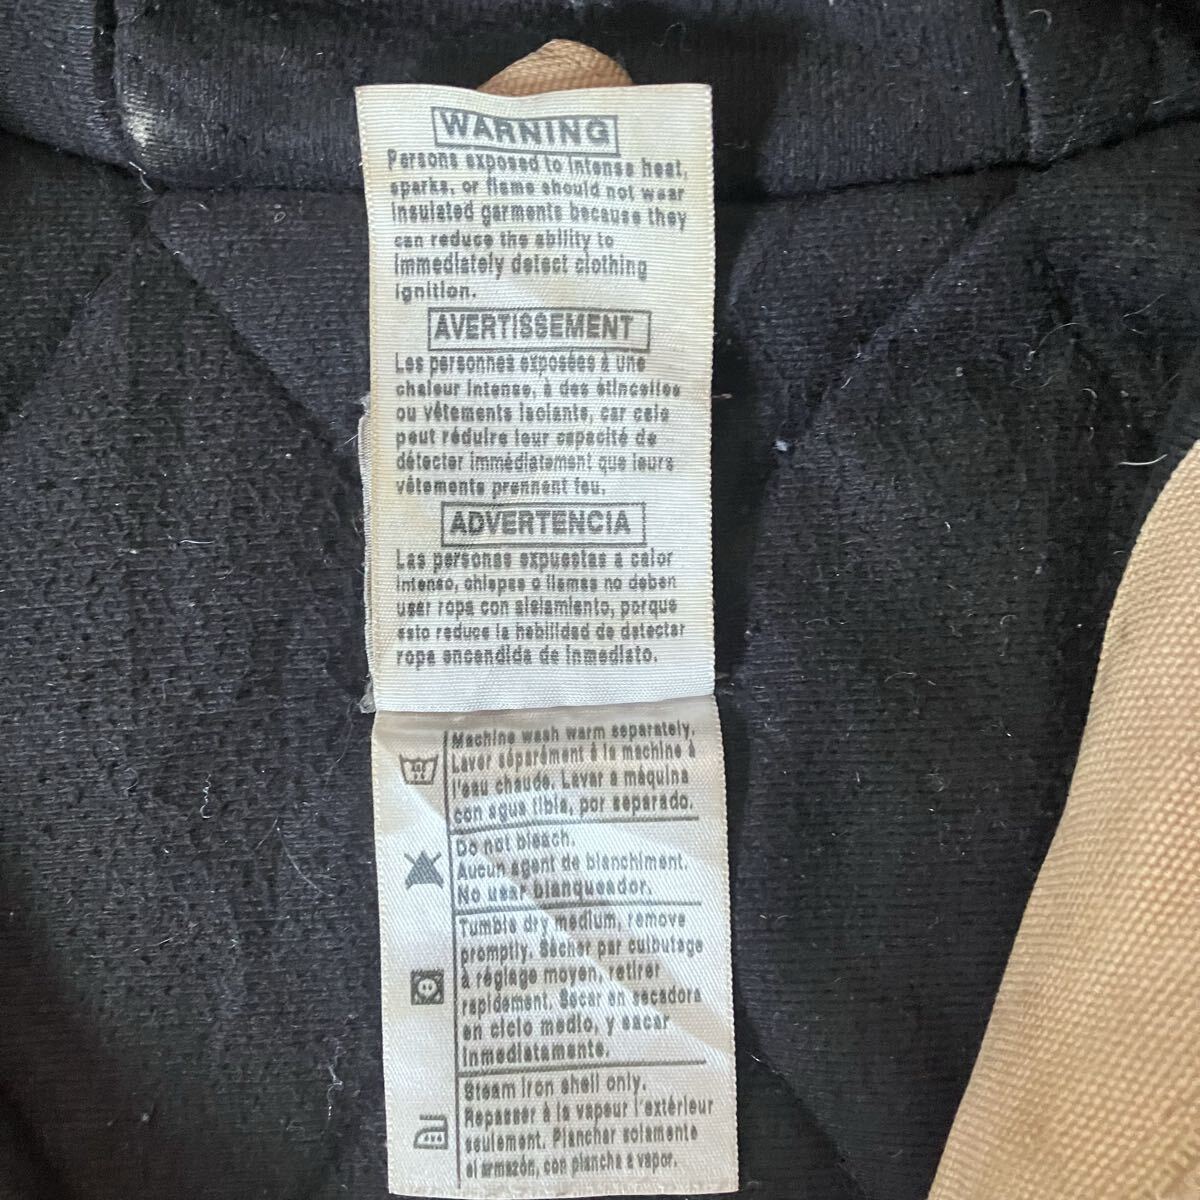 WARNING
Persons exposed to intense heat,
sparks, or flame should not wear
insulated garments because they
can reduce the ability to
immediately detect clothing
ignition.
AVERTISSEMENT
Les personnes exposées à une
chaleur intense, à des étincelles
ou vêtements isolants, car cela
peut réduire leur capacité de
détecter immédiatement que leurs
vêtements prennent feu.
ADVERTENCIA
Las personas expuestas a calor
intenso, chispas o llamas no deben
usar ropa con aislamiento, porque
esto reduce la habilidad de detectar
ropa encendida de inmediato.
Machine wash warm separately.
Laver séparément à la machine à
l'eau chaude. Lavar a máquina
con agua tibia, por separado.
Do not bleach.
Aucun agent de blanchiment.
No usar blanqueador.
Tumble dry medium, remove
promptly. Sécher par culbutage
à réglage moyen, retirer
rapidement. Secar en secadora
en ciclo medio, y sacar
inmediatamente.
Steam iron shell only.
Repasser à la vapeur l'extérieur
seulement. Planchar solamente
el armazón, con plancha a vapor.